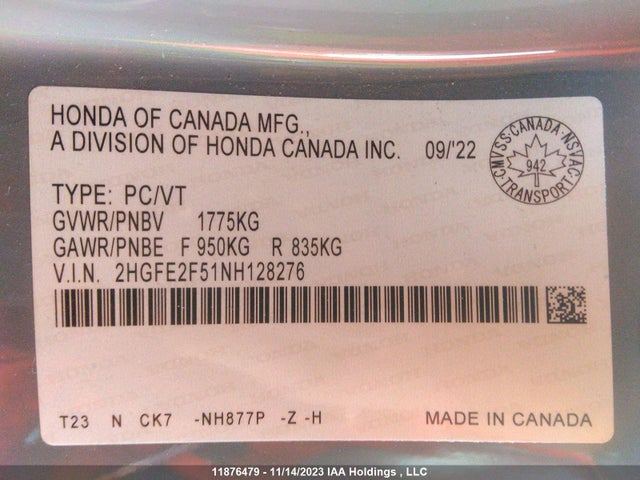 HONDA OF CANADA MFG.,
A DIVISION OF HONDA CANADA INC. 09/'22
CMVSS·CANADA·NSVAC
942
TRANSPORT
TYPE: PC/VT
GVWR/PNBV 1775KG
GAWR/PNBE F 950KG R 835KG
V.I.N. 2HGFE2F51NH128276
T23 N CK7 -NH877P -Z -H MADE IN CANADA
11876479 - 11/14/2023 IAA Holdings , LLC